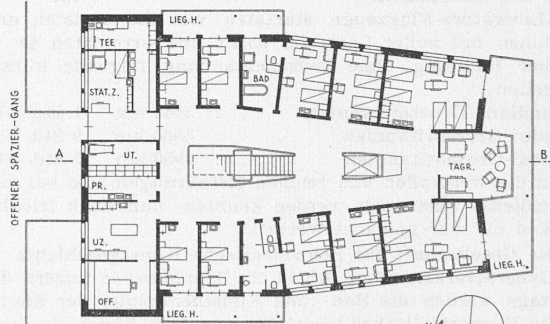 LIEG. H.
TEE
BAD
STAT. Z.
OFFENER SPAZIER-GANG
A
UT.
B
TAGR.
PR.
UZ.
LIEG. H.
OFF.
LIEG. H.